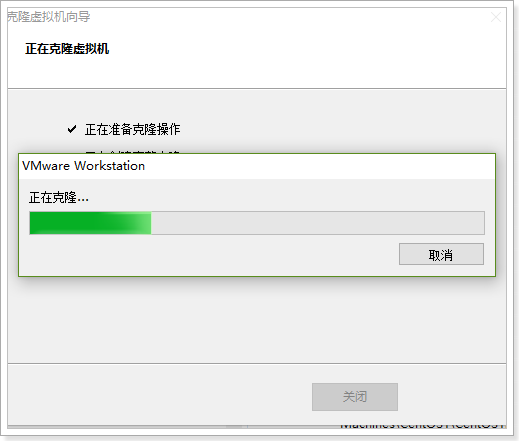 克隆虚拟机向导
正在克隆虚拟机
正在准备克隆操作
VMware Workstation
正在克隆...
取消
关闭